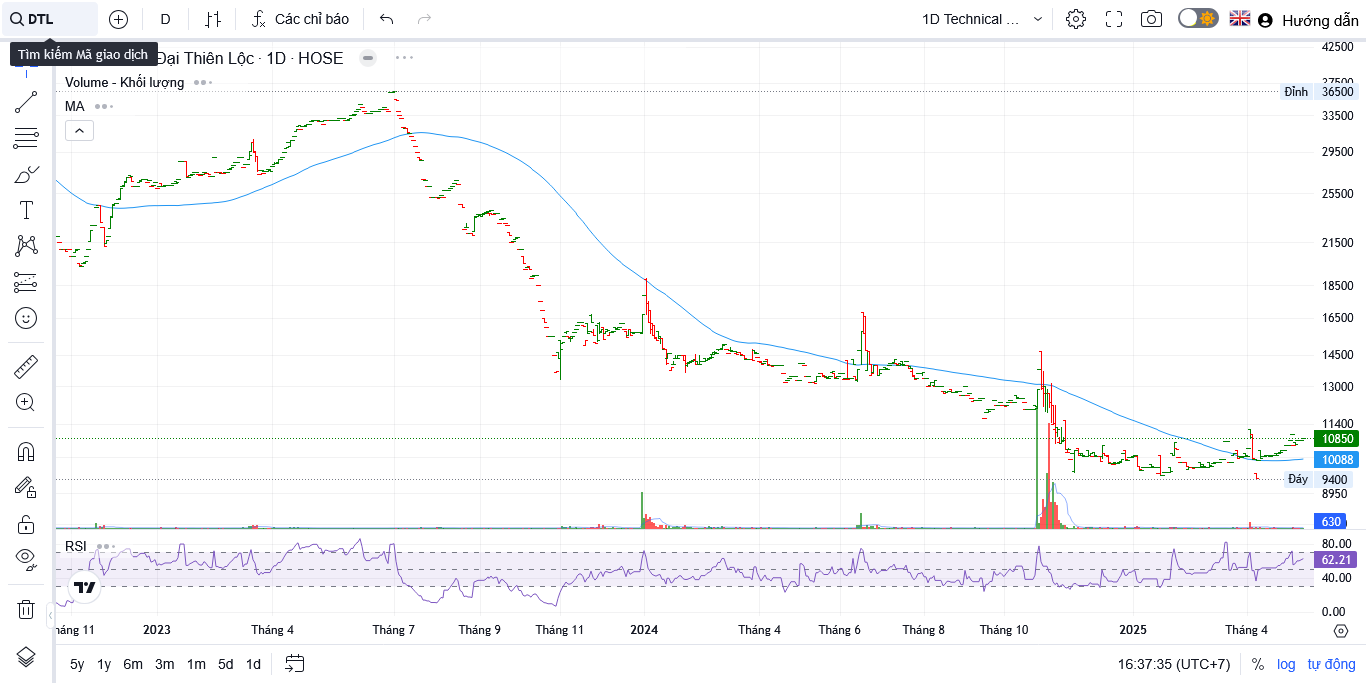 DTL
D
Các chỉ báo
1D Technical ...
Hướng dẫn
Tìm kiếm Mã giao dịch
Đại Thiên Lộc · 1D · HOSE
Volume - Khối lượng
MA
42500
37500
Đỉnh 36500
33500
29500
25500
21500
18500
16500
14500
13000
11400
10850
10088
Đáy 9400
8950
630
RSI
80.00
62.21
40.00
0.00
háng 11
2023
Tháng 4
Tháng 7
Tháng 9
Tháng 11
2024
Tháng 4
Tháng 6
Tháng 8
Tháng 10
2025
Tháng 4
5y 1y 6m 3m 1m 5d 1d
16:37:35 (UTC+7)
% log tự động